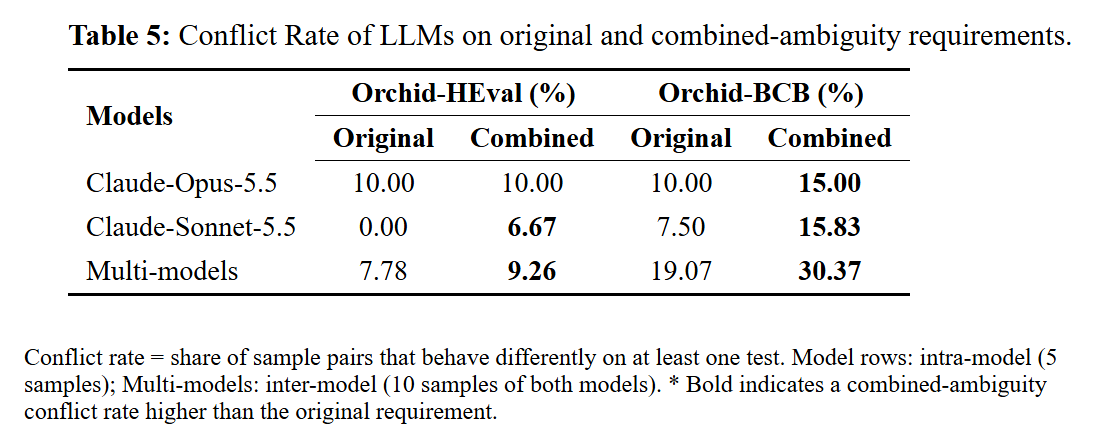 Table 5: Conflict Rate of LLMs on original and combined-ambiguity requirements.
Models Orchid-HEval (%) Orchid-BCB (%)
Original Combined Original Combined
Claude-Opus-5.5 10.00 10.00 10.00 15.00
Claude-Sonnet-5.5 0.00 6.67 7.50 15.83
Multi-models 7.78 9.26 19.07 30.37
Conflict rate = share of sample pairs that behave differently on at least one test. Model rows: intra-model (5
samples); Multi-models: inter-model (10 samples of both models). * Bold indicates a combined-ambiguity
conflict rate higher than the original requirement.